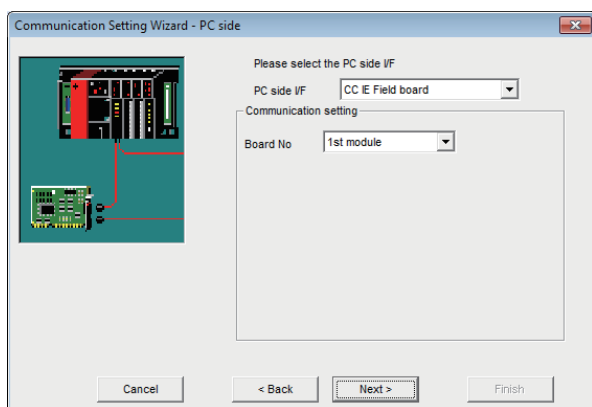 Communication Setting Wizard - PC side
Please select the PC side I/F
PC side I/F CC IE Field board
Communication setting
Board No 1st module
Cancel < Back Next > Finish